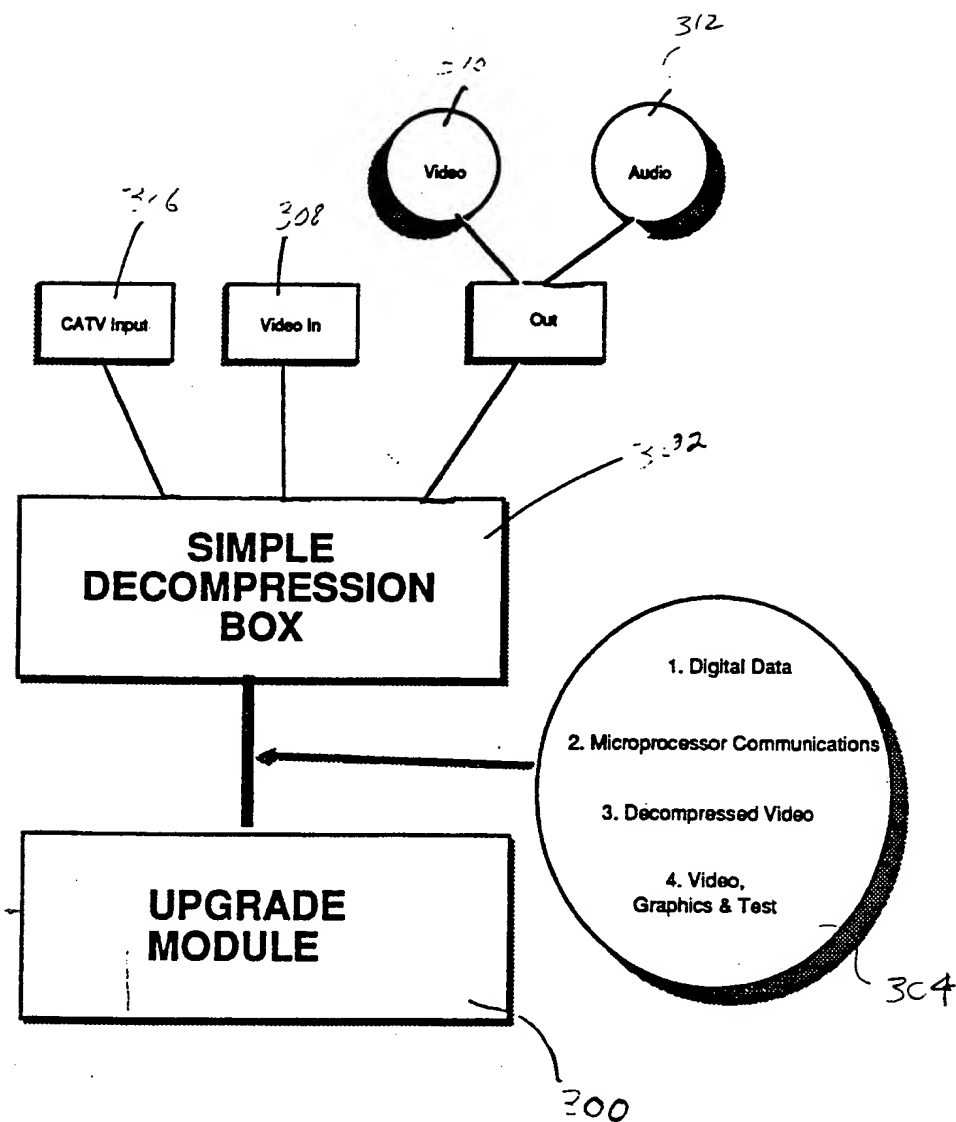 312
308
Video
Audio
CATV Input
Video In
Out
SIMPLE
DECOMPRESSION
BOX
1. Digital Data
2. Microprocessor Communications
3. Decompressed Video
4. Video,
Graphics & Test
UPGRADE
MODULE
304
300